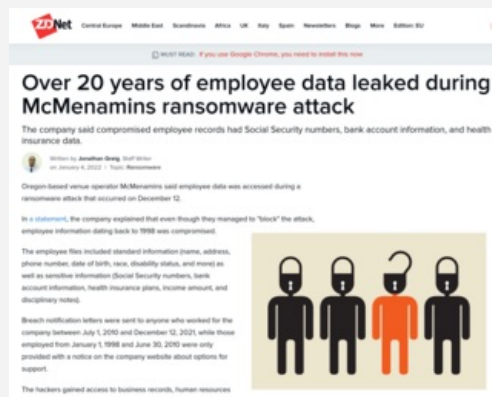 ZDNet
Central Europe Middle East Scandinavia Africa UK Italy Spain Newsletters Blogs More Edition: EU
MUST READ: If you use Google Chrome, you need to install this now
Over 20 years of employee data leaked during
McMenamins ransomware attack
The company said compromised employee records had Social Security numbers, bank account information, and health
insurance data.
Written by Jonathan Greig, Staff Writer
on January 4, 2022 | Topic: Ransomware
Oregon-based venue operator McMenamins said employee data was accessed during a
ransomware attack that occurred on December 12.
In a statement, the company explained that even though they managed to "block" the attack,
employee information dating back to 1998 was compromised.
The employee files included standard information (name, address,
phone number, date of birth, race, disability status, and more) as
well as sensitive information (Social Security numbers, bank
account information, health insurance plans, income amount, and
disciplinary notes).
Breach notification letters were sent to anyone who worked for the
company between July 1, 2010 and December 12, 2021, while those
employed from January 1, 1998 and June 30, 2010 were only
provided with a notice on the company website about options for
support.
The hackers gained access to business records, human resources